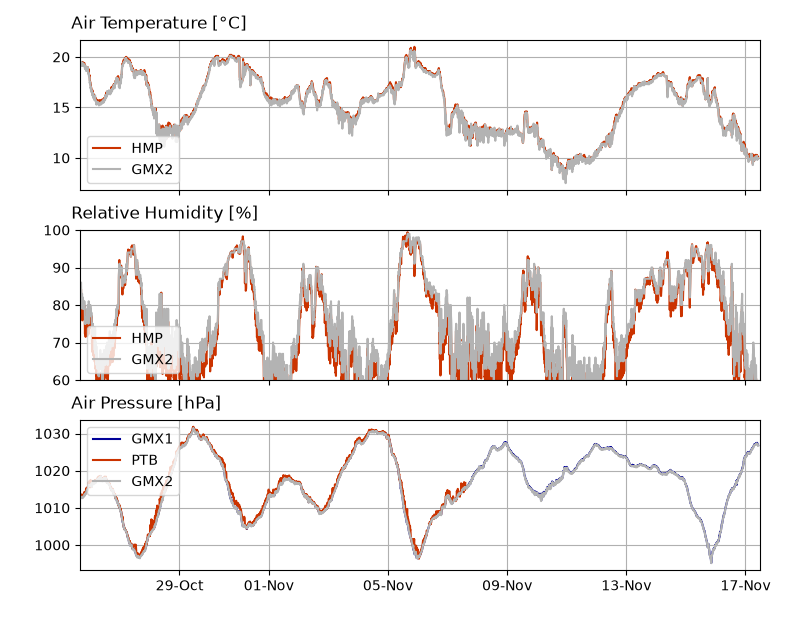 Air Temperature [°C]
20
15
10
HMP
GMX2
Relative Humidity [%]
100
90
80
70
60
HMP
GMX2
Air Pressure [hPa]
1030
1020
1010
1000
GMX1
PTB
GMX2
29-Oct 01-Nov 05-Nov 09-Nov 13-Nov 17-Nov